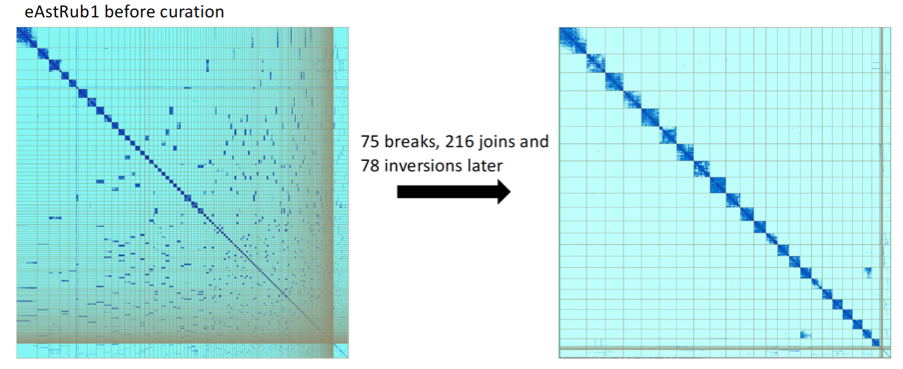 eAstRub1 before curation
75 breaks, 216 joins and
78 inversions later